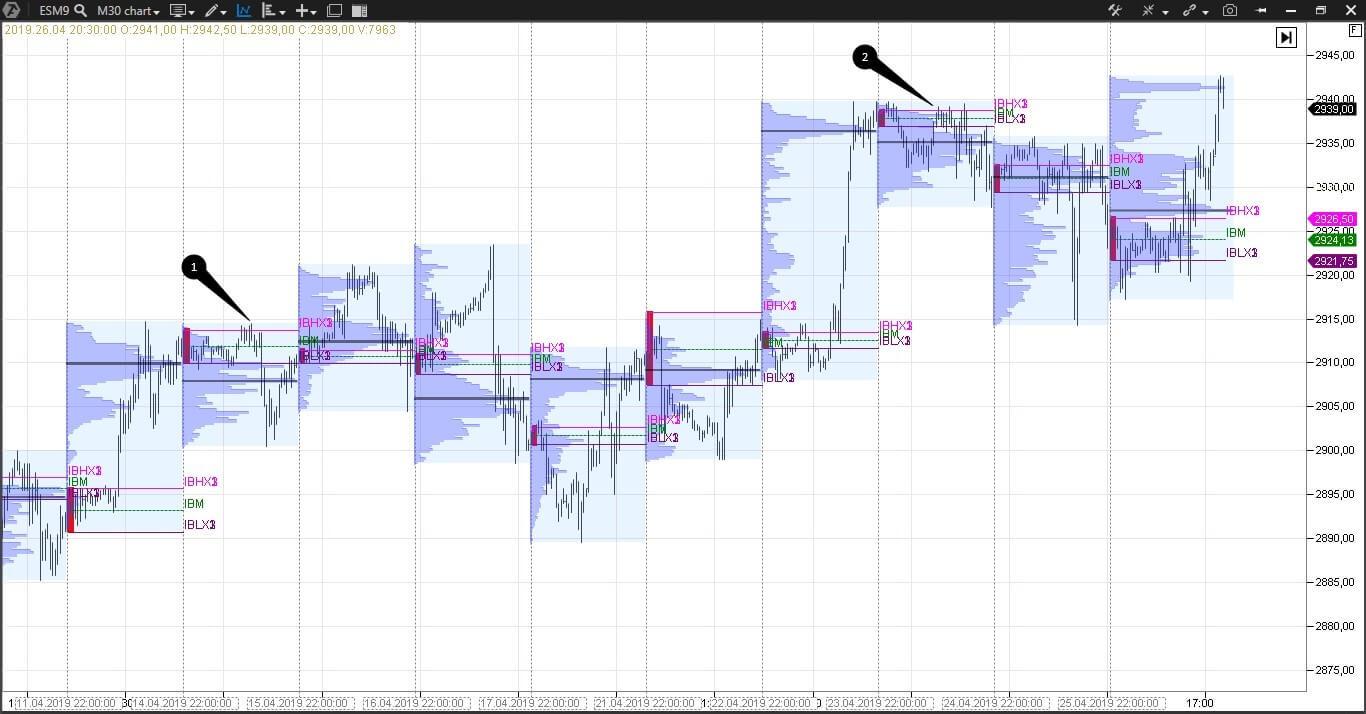 ESM9 M30 chart
F
2019.26.04 20:30:00 O:2941,00 H:2942,50 L:2939,00 C:2939,00 V:7963
2945,00
2
2940,00
IBHX3
IBM
IBLX3
2939,00
2935,00
IBHX3
IBM
IBLX3
2930,00
IBHX3
2926,50
2925,00
IBM
2924,13
IBLX3
2921,75
1
2920,00
IBHX3
IBHX3
IBHX3
2915,00
IBM
IBLX3
IBM
IBLX3
IBM
IBLX3
IBHX3
IBM
IBLX3
IBHX3
IBM
IBLX3
2910,00
IBLX3
2905,00
IBHX3
IBM
IBLX3
2900,00
IBHX3
IBM
IBLX3
IBHX3
2895,00
IBM
IBLX3
2890,00
2885,00
2880,00
2875,00
11.04.2019 22:00:00 14.04.2019 22:00:00 15.04.2019 22:00:00 16.04.2019 22:00:00 17.04.2019 22:00:00 21.04.2019 22:00:00 22.04.2019 22:00:00 23.04.2019 22:00:00 24.04.2019 22:00:00 25.04.2019 22:00:00 17:00